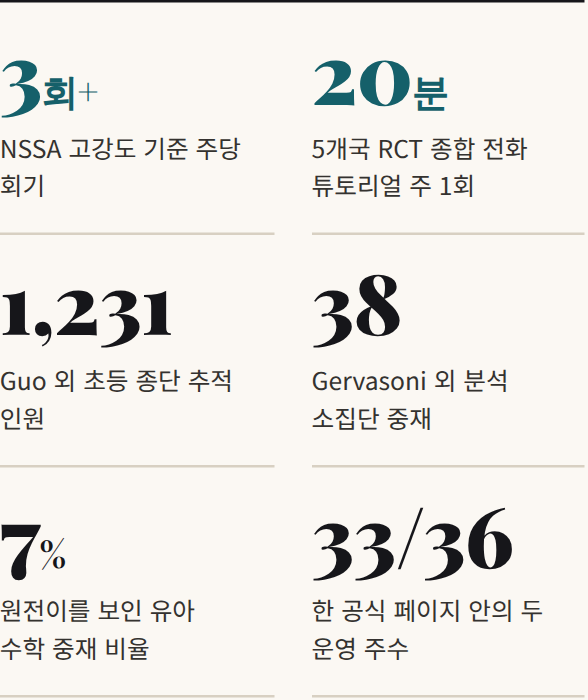 3회+
NSSA 고강도 기준 주당
회기
20분
5개국 RCT 종합 전화
튜토리얼 주 1회
1,231
Guo 외 초등 종단 추적
인원
38
Gervasoni 외 분석
소집단 중재
7%
원전이를 보인 유아
수학 중재 비율
33/36
한 공식 페이지 안의 두
운영 주수